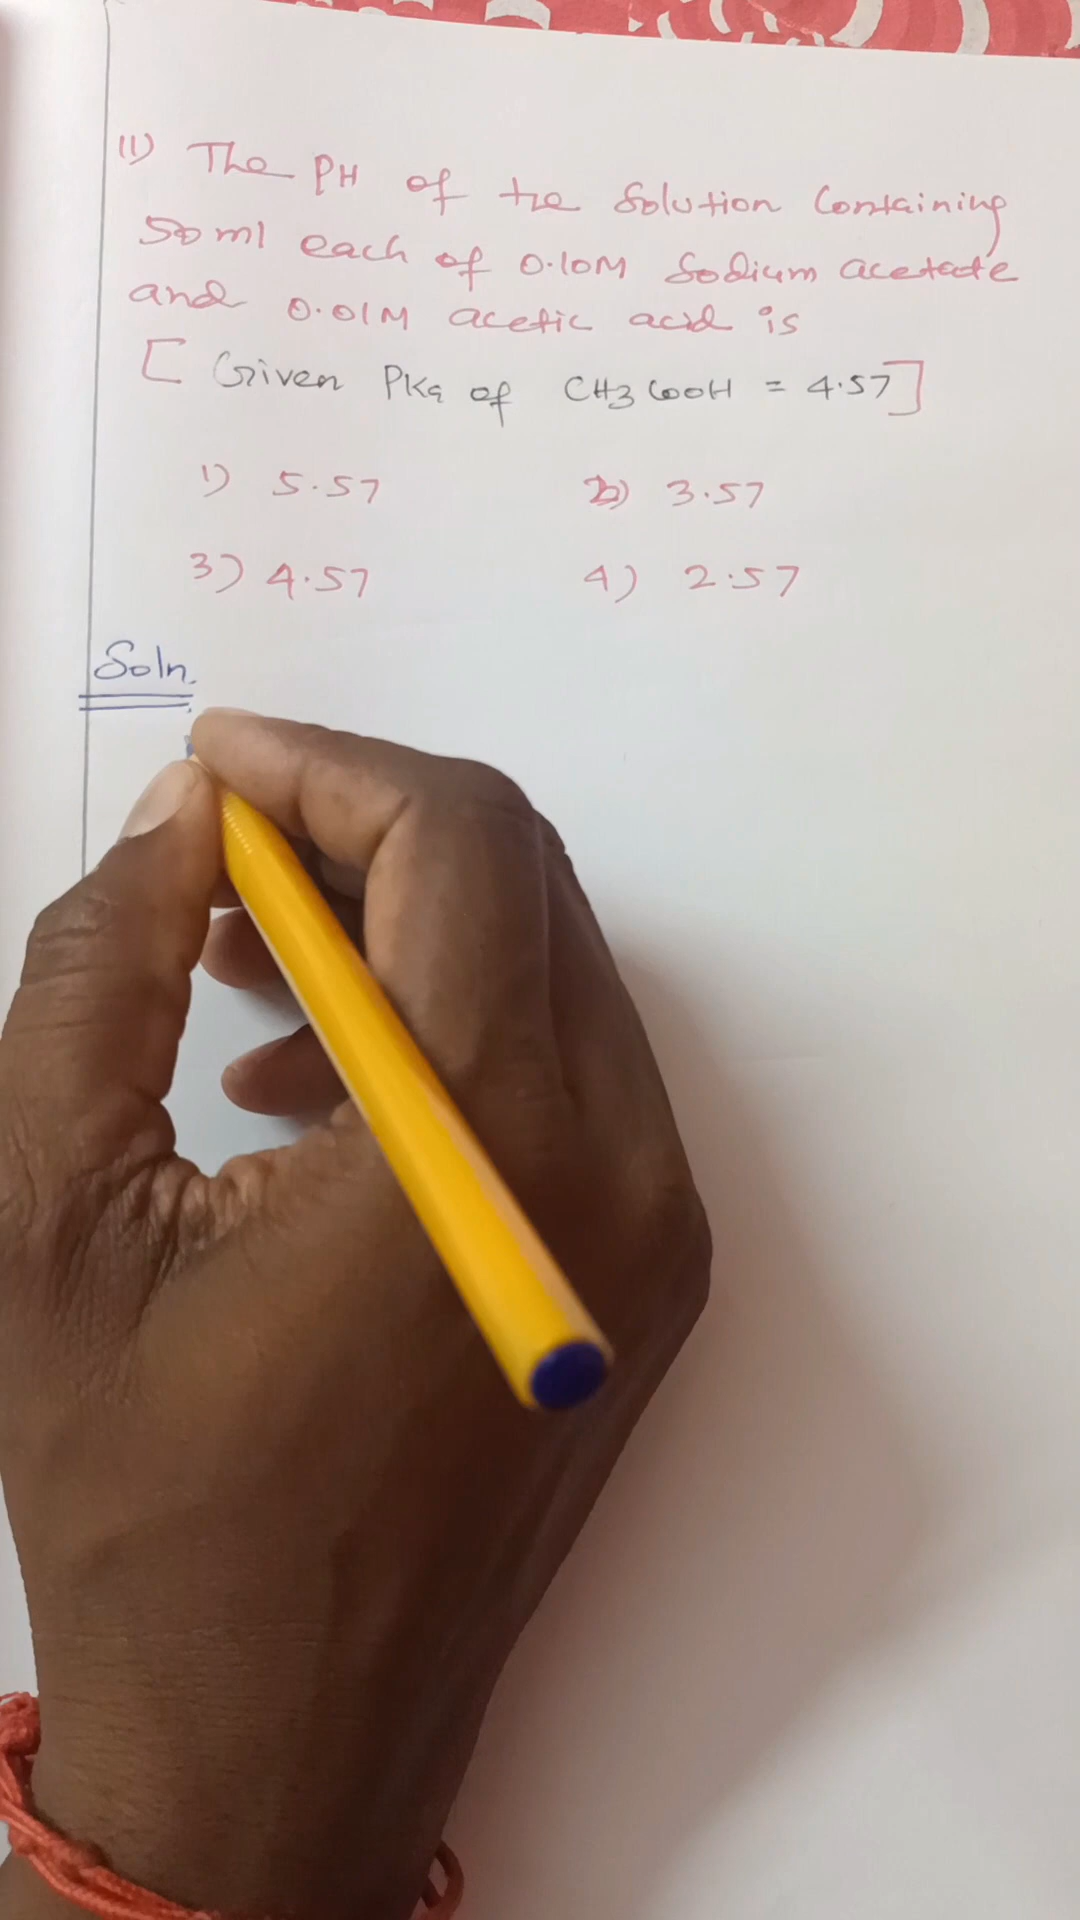 11) The PH of the Solution Containing
50ml each of 0.10M Sodium acetate
and 0.01M acetic acid is
[ Given PKa of CH3COOH = 4.57]
1) 5.57 2) 3.57
3) 4.57 4) 2.57
Soln.